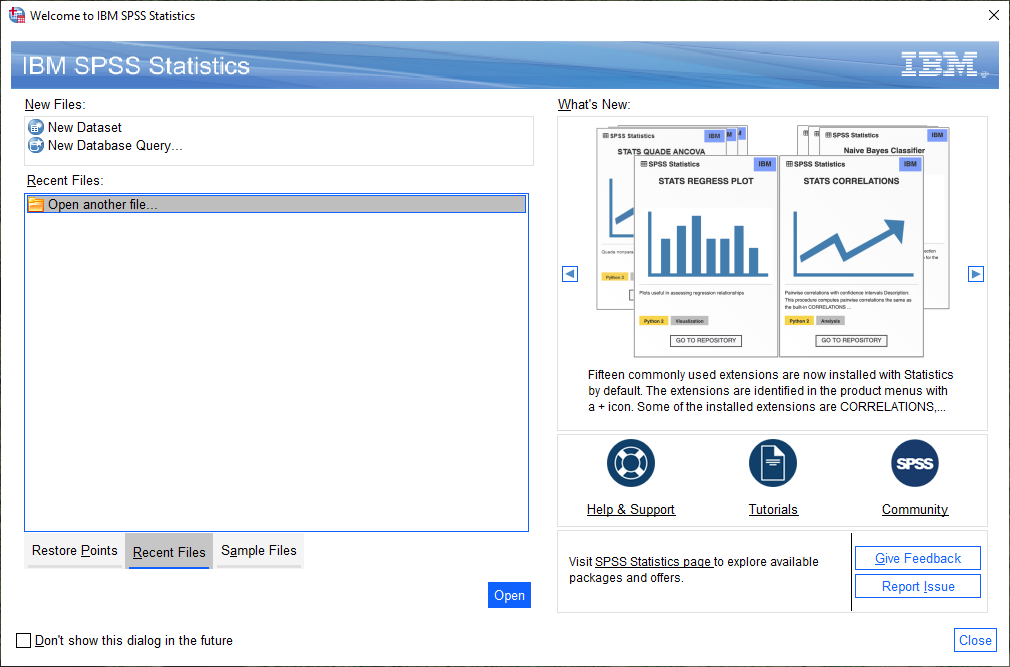 Welcome to IBM SPSS Statistics
IBM SPSS Statistics
IBM
New Files:
New Dataset
New Database Query...
Recent Files:
Open another file...
Restore Points
Recent Files
Sample Files
Open
Don't show this dialog in the future
What's New:
SPSS Statistics
IBM
STATS QUADE ANCOVA
Python 2
SPSS Statistics
IBM
Naive Bayes Classifier
SPSS Statistics
IBM
STATS REGRESS PLOT
Plots useful in assessing regression relationships
Python 2
Visualization
GO TO REPOSITORY
SPSS Statistics
IBM
STATS CORRELATIONS
Pairwise correlations with confidence intervals Description.
This procedure computes pairwise correlations the same as
the built-in CORRELATIONS ...
Python 2
Analysis
GO TO REPOSITORY
Fifteen commonly used extensions are now installed with Statistics
by default. The extensions are identified in the product menus with
a + icon. Some of the installed extensions are CORRELATIONS,...
SPSS
Help & Support
Tutorials
Community
Visit SPSS Statistics page to explore available
packages and offers.
Give Feedback
Report Issue
Close